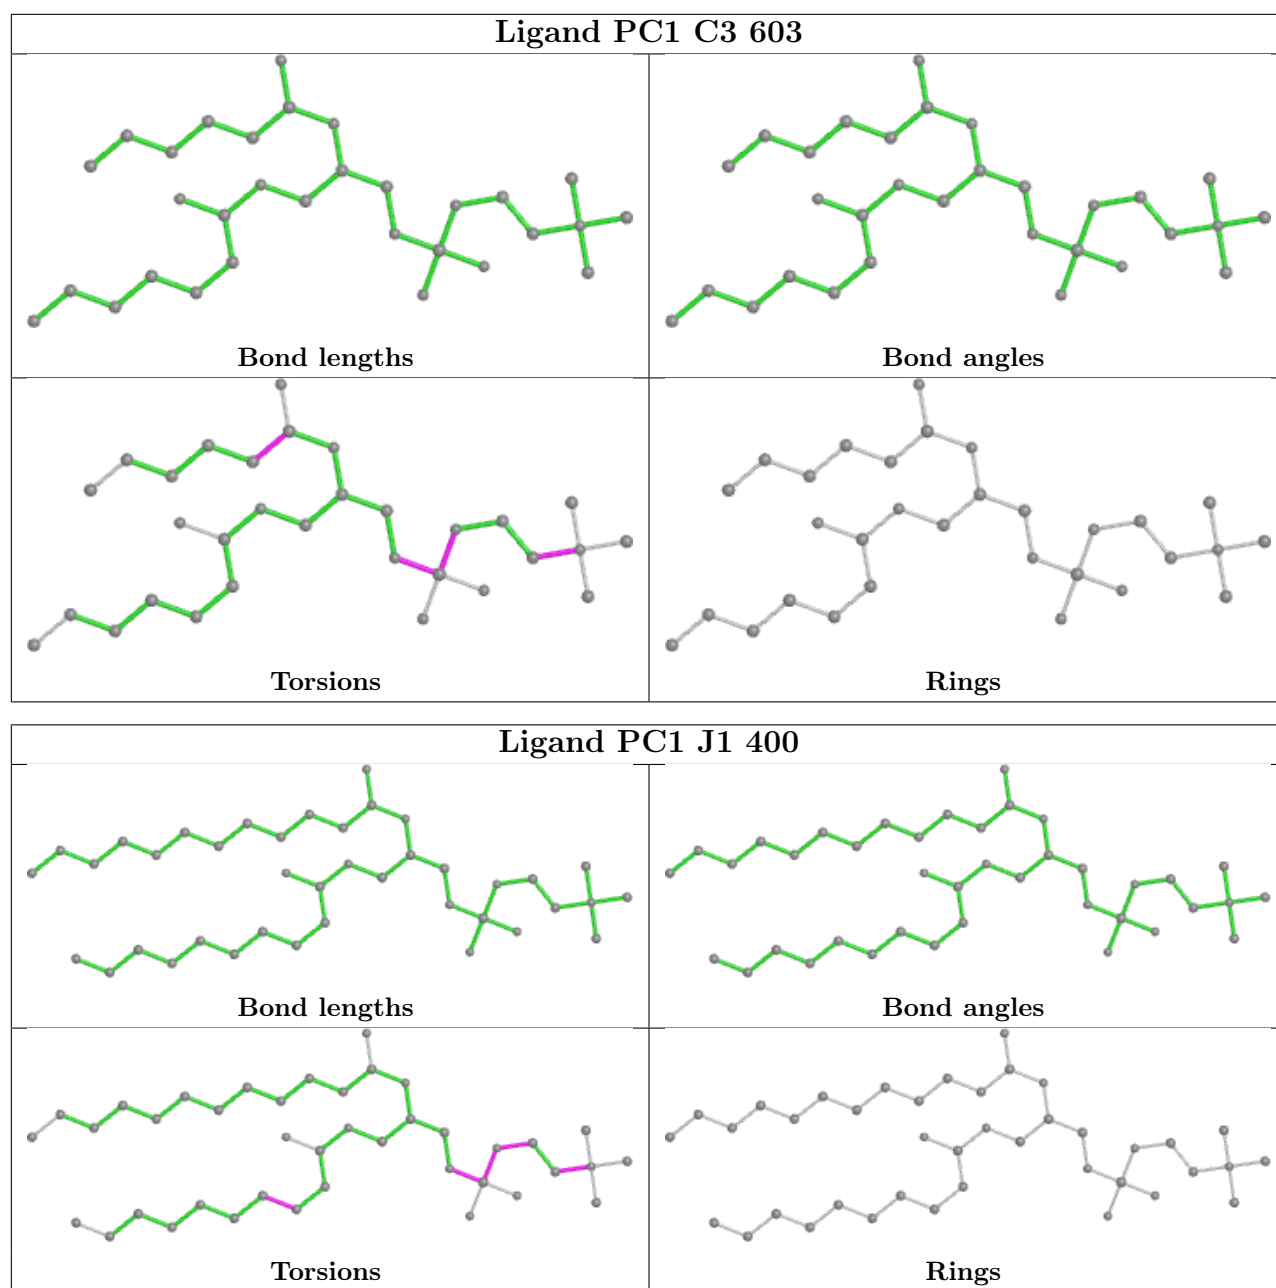 Ligand PC1 C3 603
Bond lengths
Bond angles
Torsions
Rings
Ligand PC1 J1 400
Bond lengths
Bond angles
Torsions
Rings